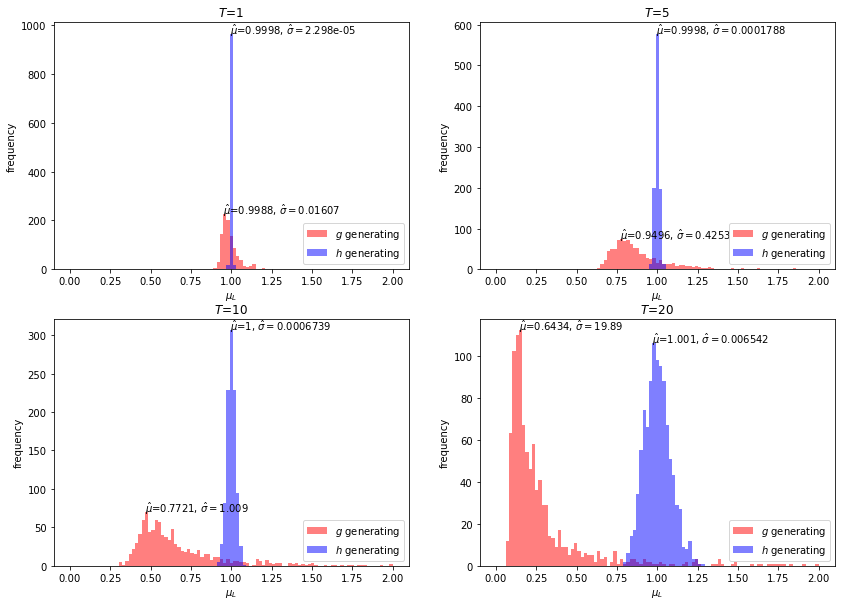 T=1
μ̂=0.9998, σ̂=2.298e-05
μ̂=0.9988, σ̂=0.01607
frequency
1000
800
600
400
200
0
g generating
h generating
0.00 0.25 0.50 0.75 1.00 1.25 1.50 1.75 2.00
μ_L
T=5
μ̂=0.9998, σ̂=0.0001788
μ̂=0.9496, σ̂=0.4253
frequency
600
500
400
300
200
100
0
g generating
h generating
0.00 0.25 0.50 0.75 1.00 1.25 1.50 1.75 2.00
μ_L
T=10
μ̂=1, σ̂=0.0006739
μ̂=0.7721, σ̂=1.009
frequency
300
250
200
150
100
50
0
g generating
h generating
0.00 0.25 0.50 0.75 1.00 1.25 1.50 1.75 2.00
μ_L
T=20
μ̂=0.6434, σ̂=19.89
μ̂=1.001, σ̂=0.006542
frequency
100
80
60
40
20
0
g generating
h generating
0.00 0.25 0.50 0.75 1.00 1.25 1.50 1.75 2.00
μ_L